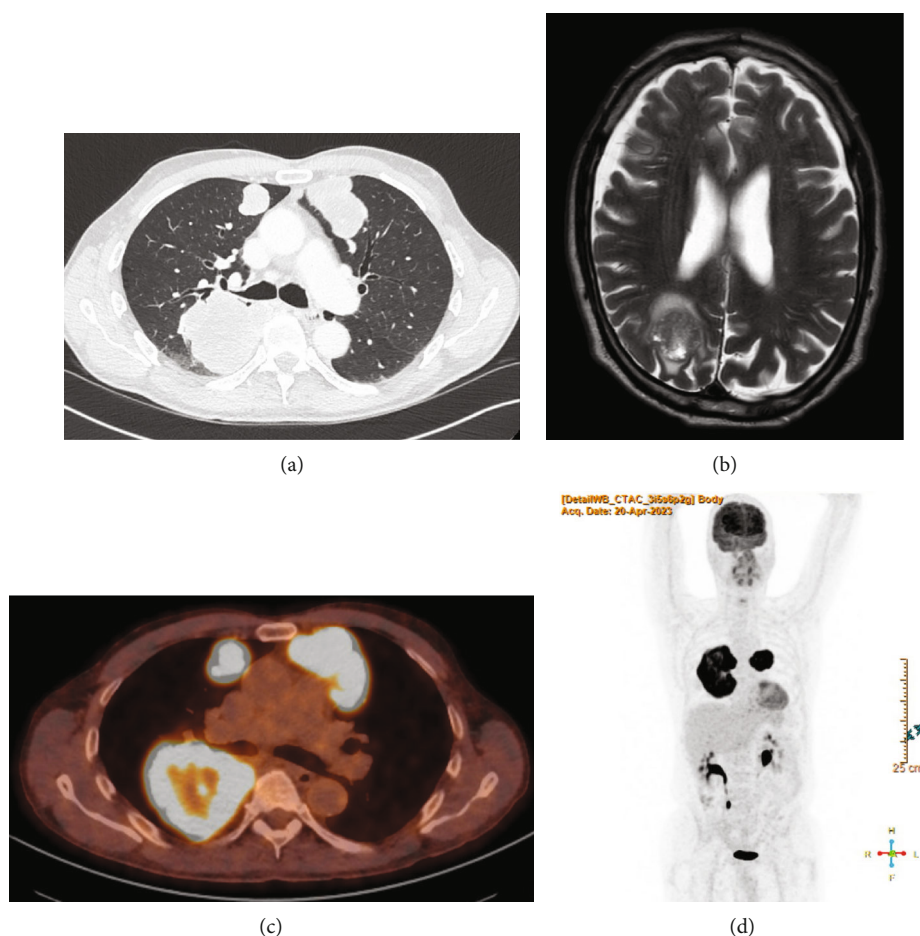 (a)
(b)
[DetailWB_CTAC_3i5s6p2g] Body
Acq. Date: 20-Apr-2023
25 cm
H
R
L
F
(c)
(d)